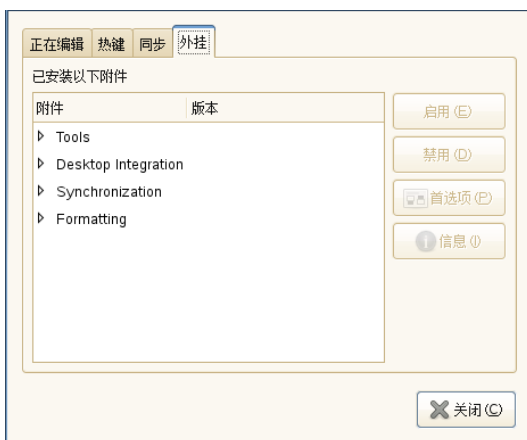 正在编辑 热键 同步 外挂
已安装以下附件
附件 版本
Tools
Desktop Integration
Synchronization
Formatting
启用(E)
禁用(D)
首选项(P)
信息(I)
关闭(C)